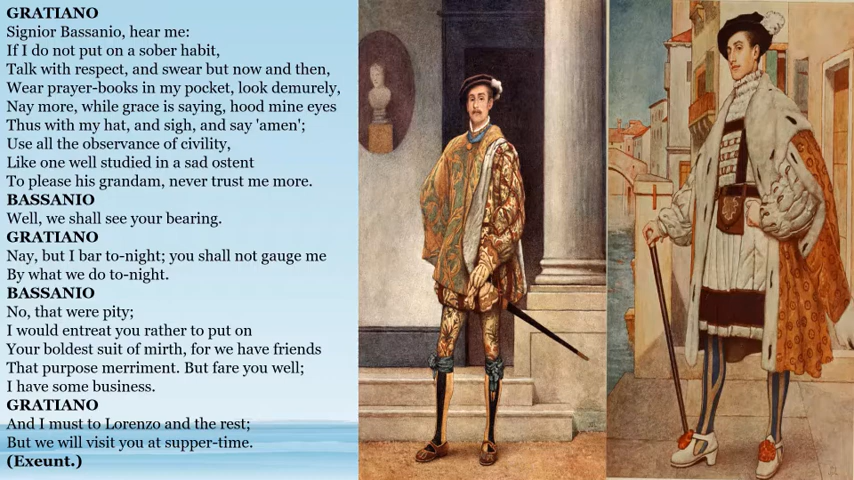 GRATIANO
Signior Bassanio, hear me:
If I do not put on a sober habit,
Talk with respect, and swear but now and then,
Wear prayer-books in my pocket, look demurely,
Nay more, while grace is saying, hood mine eyes
Thus with my hat, and sigh, and say 'amen';
Use all the observance of civility,
Like one well studied in a sad ostent
To please his grandam, never trust me more.
BASSANIO
Well, we shall see your bearing.
GRATIANO
Nay, but I bar to-night; you shall not gauge me
By what we do to-night.
BASSANIO
No, that were pity;
I would entreat you rather to put on
Your boldest suit of mirth, for we have friends
That purpose merriment. But fare you well;
I have some business.
GRATIANO
And I must to Lorenzo and the rest;
But we will visit you at supper-time.
(Exeunt.)